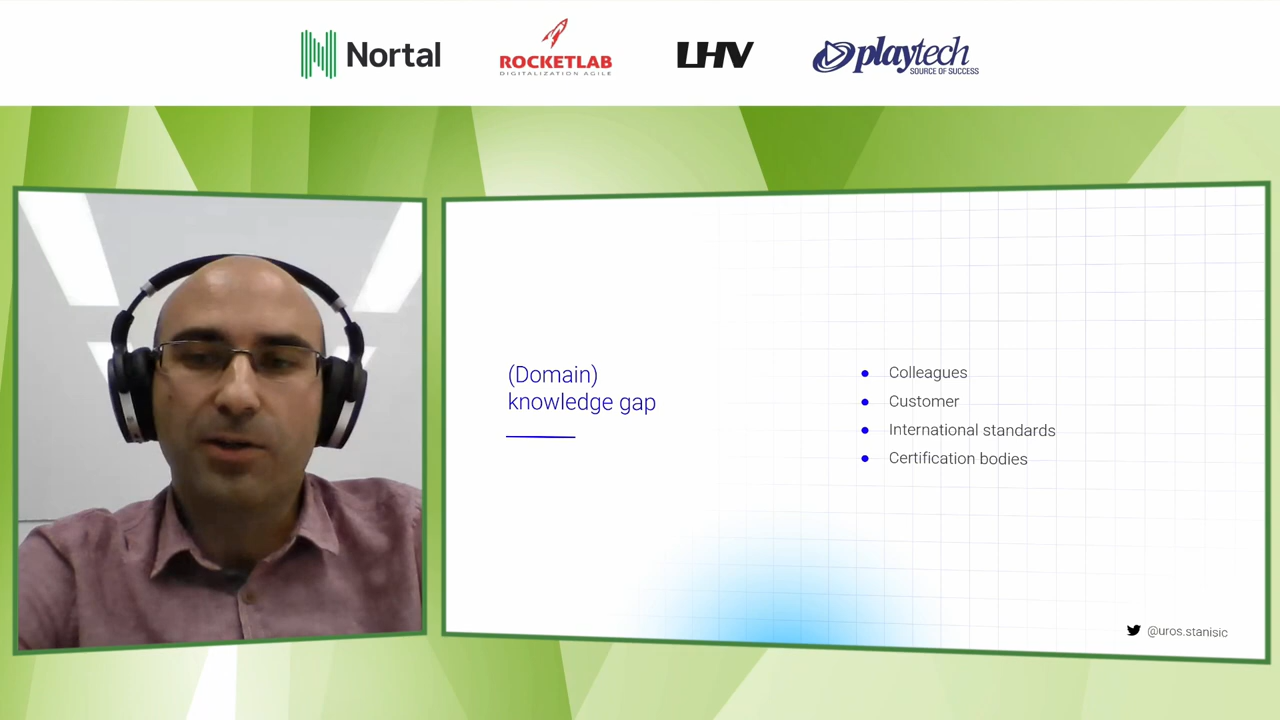 Nortal
ROCKETLAB
DIGITALIZATION AGILE
LHV
playtech
SOURCE OF SUCCESS
(Domain)
knowledge gap
Colleagues
Customer
International standards
Certification bodies
@uros.stanisic